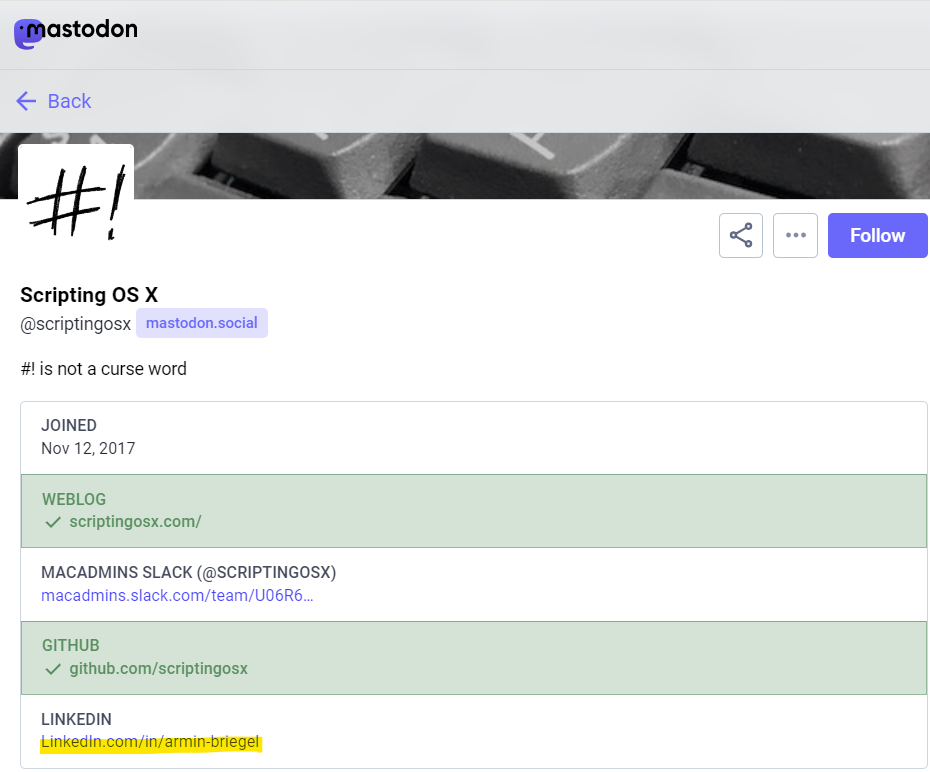 mastodon
Back
#!
Follow
Scripting OS X
@scriptingosx mastodon.social
#! is not a curse word
JOINED
Nov 12, 2017
WEBLOG
scriptingosx.com/
MACADMINS SLACK (@SCRIPTINGOSX)
macadmins.slack.com/team/U06R6…
GITHUB
github.com/scriptingosx
LINKEDIN
LinkedIn.com/in/armin-briegel